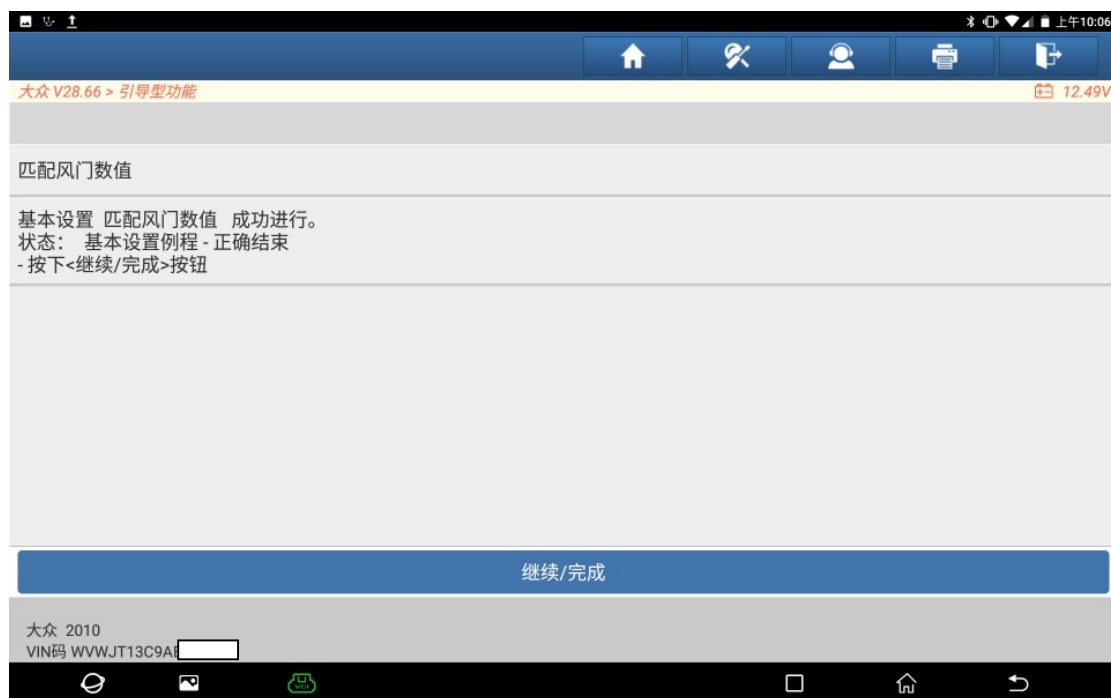 上午10:06
大众 V28.66 > 引导型功能
12.49V
匹配风门数值
基本设置 匹配风门数值 成功进行。
状态： 基本设置例程 - 正确结束
- 按下<继续/完成>按钮
继续/完成
大众 2010
VIN码 WVWJT13C9A
VCI